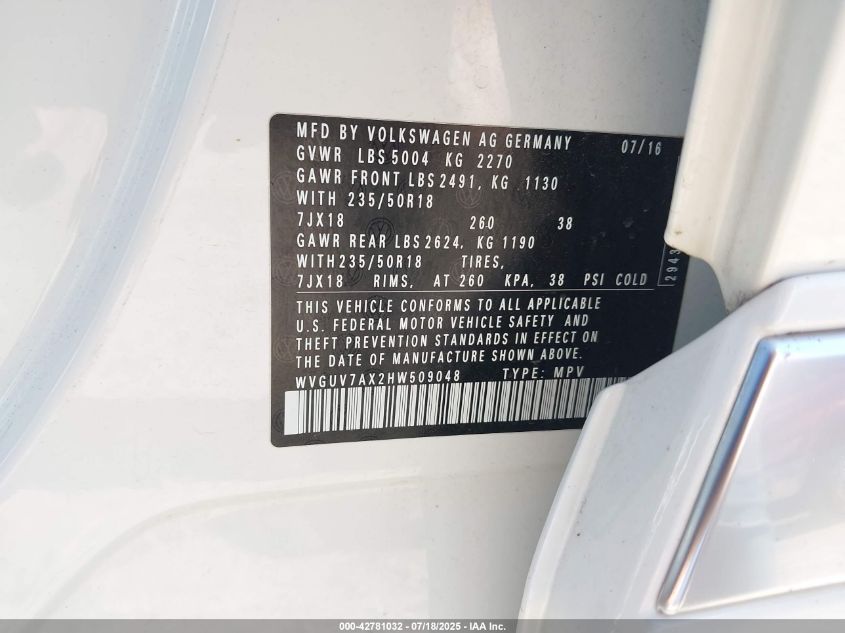 MFD BY VOLKSWAGEN AG GERMANY 07/16
GVWR LBS 5004 KG 2270
GAWR FRONT LBS 2491, KG 1130
WITH 235/50R18
7JX18 260 38
GAWR REAR LBS 2624, KG 1190
WITH 235/50R18 TIRES,
7JX18 RIMS, AT 260 KPA, 38 PSI COLD
THIS VEHICLE CONFORMS TO ALL APPLICABLE
U.S. FEDERAL MOTOR VEHICLE SAFETY AND
THEFT PREVENTION STANDARDS IN EFFECT ON
THE DATE OF MANUFACTURE SHOWN ABOVE.
WVGUV7AX2HW509048 TYPE: MPV
000-42781032 - 07/18/2025 - IAA Inc.